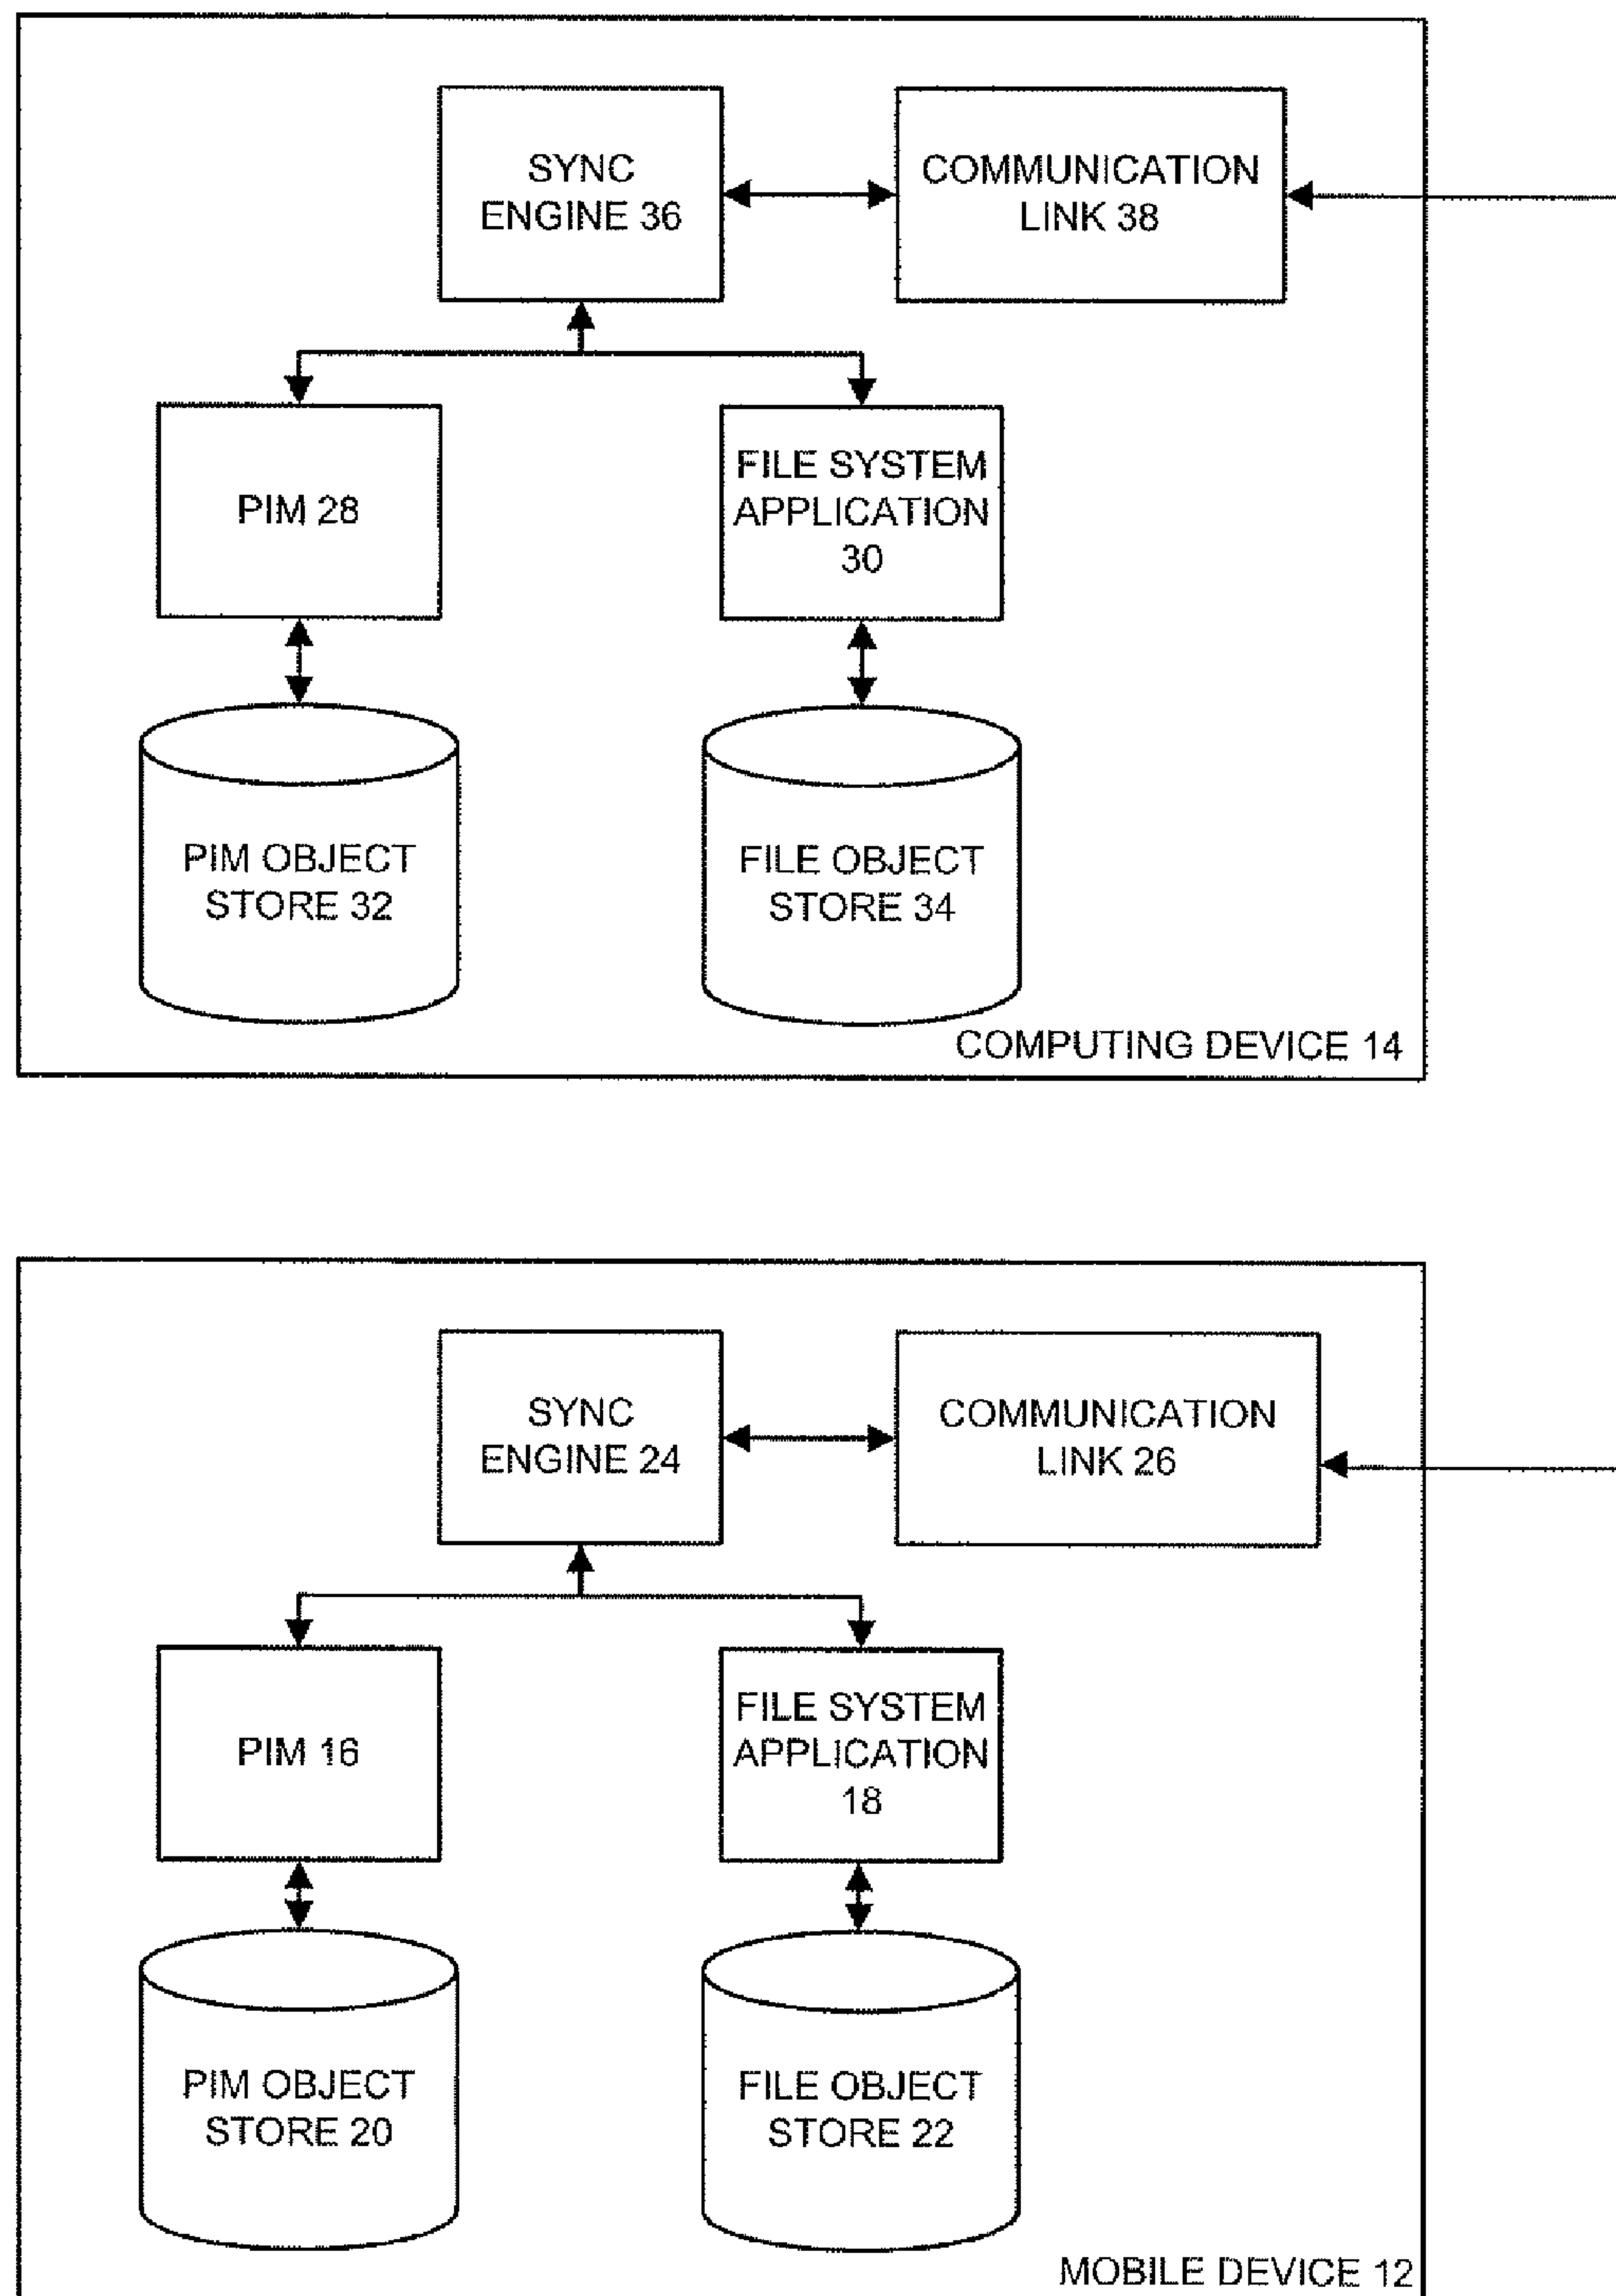 SYNC
ENGINE 36
COMMUNICATION
LINK 38
PIM 28
FILE SYSTEM
APPLICATION
30
PIM OBJECT
STORE 32
FILE OBJECT
STORE 34
COMPUTING DEVICE 14
SYNC
ENGINE 24
COMMUNICATION
LINK 26
PIM 16
FILE SYSTEM
APPLICATION
18
PIM OBJECT
STORE 20
FILE OBJECT
STORE 22
MOBILE DEVICE 12